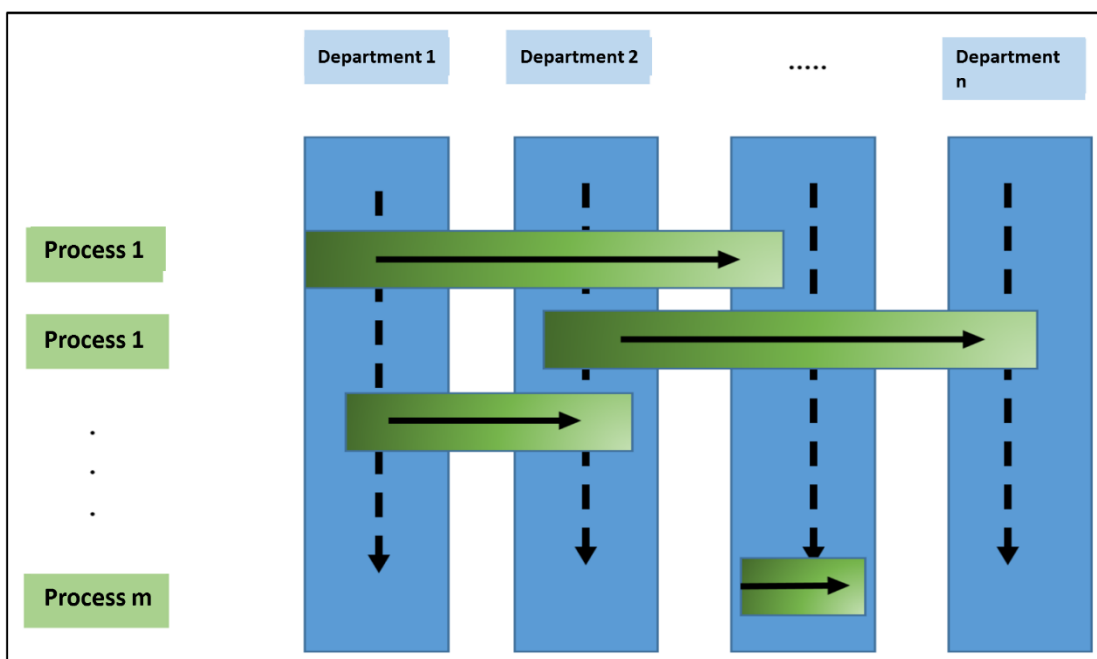 Department 1
Department 2
.....
Department
n
Process 1
Process 1
.
.
.
Process m